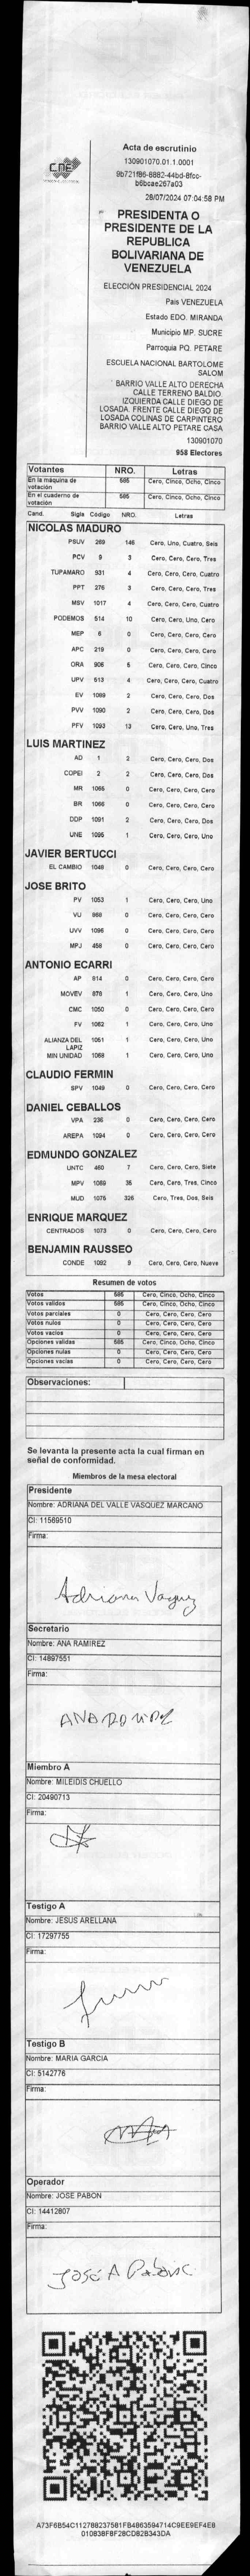 Acta de escrutinio
130901070.01.1.0001
9b721f86-6882-44bd-8fcc-
b6bcae267a03
28/07/2024 07:04:58 PM
CNE
PRESIDENTA O
PRESIDENTE DE LA
REPUBLICA
BOLIVARIANA DE
VENEZUELA
ELECCIÓN PRESIDENCIAL 2024
País VENEZUELA
Estado EDO. MIRANDA
Municipio MP. SUCRE
Parroquia PQ. PETARE
ESCUELA NACIONAL BARTOLOME
SALOM
BARRIO VALLE ALTO DERECHA
CALLE TERRENO BALDIO.
IZQUIERDA CALLE DIEGO DE
LOSADA. FRENTE CALLE DIEGO DE
LOSADA COLINAS DE CARPINTERO
BARRIO VALLE ALTO PETARE CASA
130901070
958 Electores
Votantes NRO. Letras
En la máquina de votación 585 Cero, Cinco, Ocho, Cinco
En el cuaderno de votación 585 Cero, Cinco, Ocho, Cinco
Cand. Sigla Código NRO. Letras
NICOLAS MADURO
PSUV 269 146 Cero, Uno, Cuatro, Seis
PCV 9 3 Cero, Cero, Cero, Tres
TUPAMARO 931 4 Cero, Cero, Cero, Cuatro
PPT 276 3 Cero, Cero, Cero, Tres
MSV 1017 4 Cero, Cero, Cero, Cuatro
PODEMOS 514 10 Cero, Cero, Uno, Cero
MEP 6 0 Cero, Cero, Cero, Cero
APC 219 0 Cero, Cero, Cero, Cero
ORA 906 5 Cero, Cero, Cero, Cinco
UPV 513 4 Cero, Cero, Cero, Cuatro
EV 1089 2 Cero, Cero, Cero, Dos
PVV 1090 2 Cero, Cero, Cero, Dos
PFV 1093 13 Cero, Cero, Uno, Tres
LUIS MARTINEZ
AD 1 2 Cero, Cero, Cero, Dos
COPEI 2 2 Cero, Cero, Cero, Dos
MR 1065 0 Cero, Cero, Cero, Cero
BR 1066 0 Cero, Cero, Cero, Cero
DDP 1091 2 Cero, Cero, Cero, Dos
UNE 1095 1 Cero, Cero, Cero, Uno
JAVIER BERTUCCI
EL CAMBIO 1048 0 Cero, Cero, Cero, Cero
JOSE BRITO
PV 1053 1 Cero, Cero, Cero, Uno
VU 868 0 Cero, Cero, Cero, Cero
UVV 1096 0 Cero, Cero, Cero, Cero
MPJ 458 0 Cero, Cero, Cero, Cero
ANTONIO ECARRI
AP 814 0 Cero, Cero, Cero, Cero
MOVEV 878 1 Cero, Cero, Cero, Uno
CMC 1050 0 Cero, Cero, Cero, Cero
FV 1062 1 Cero, Cero, Cero, Uno
ALIANZA DEL LAPIZ 1051 1 Cero, Cero, Cero, Uno
MIN UNIDAD 1068 1 Cero, Cero, Cero, Uno
CLAUDIO FERMIN
SPV 1049 0 Cero, Cero, Cero, Cero
DANIEL CEBALLOS
VPA 236 0 Cero, Cero, Cero, Cero
AREPA 1094 0 Cero, Cero, Cero, Cero
EDMUNDO GONZALEZ
UNTC 460 7 Cero, Cero, Cero, Siete
MPV 1069 35 Cero, Cero, Tres, Cinco
MUD 1075 326 Cero, Tres, Dos, Seis
ENRIQUE MARQUEZ
CENTRADOS 1073 0 Cero, Cero, Cero, Cero
BENJAMIN RAUSSEO
CONDE 1092 9 Cero, Cero, Cero, Nueve
Resumen de votos
Votos 585 Cero, Cinco, Ocho, Cinco
Votos validos 585 Cero, Cinco, Ocho, Cinco
Votos parciales 0 Cero, Cero, Cero, Cero
Votos nulos 0 Cero, Cero, Cero, Cero
Votos vacios 0 Cero, Cero, Cero, Cero
Opciones validas 585 Cero, Cinco, Ocho, Cinco
Opciones nulas 0 Cero, Cero, Cero, Cero
Opciones vacias 0 Cero, Cero, Cero, Cero
Observaciones:
Se levanta la presente acta la cual firman en
señal de conformidad.
Miembros de la mesa electoral
Presidente
Nombre: ADRIANA DEL VALLE VASQUEZ MARCANO
CI: 11569510
Firma:
Adriana Vasquez
Secretario
Nombre: ANA RAMIREZ
CI: 14897551
Firma:
Miembro A
Nombre: MILEIDIS CHUELLO
CI: 20490713
Firma:
Testigo A
Nombre: JESUS ARELLANA
CI: 17297755
Firma:
Testigo B
Nombre: MARIA GARCIA
CI: 5142776
Firma:
Operador
Nombre: JOSE PABON
CI: 14412807
Firma:
José A Pabon
A73F6B54C112788237581FB4863594714C9EE9EF4E8
010838F8F28CD82B343DA